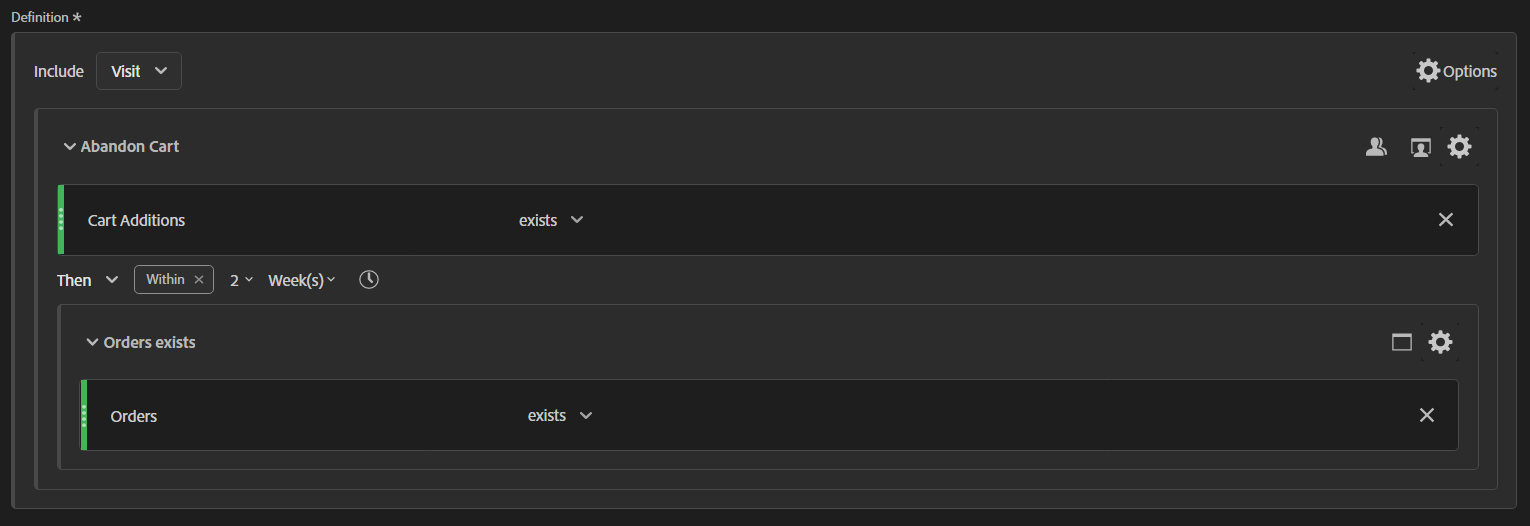 Definition *
Include Visit Options
Abandon Cart
Cart Additions exists
Then Within 2 Week(s)
Orders exists
Orders exists